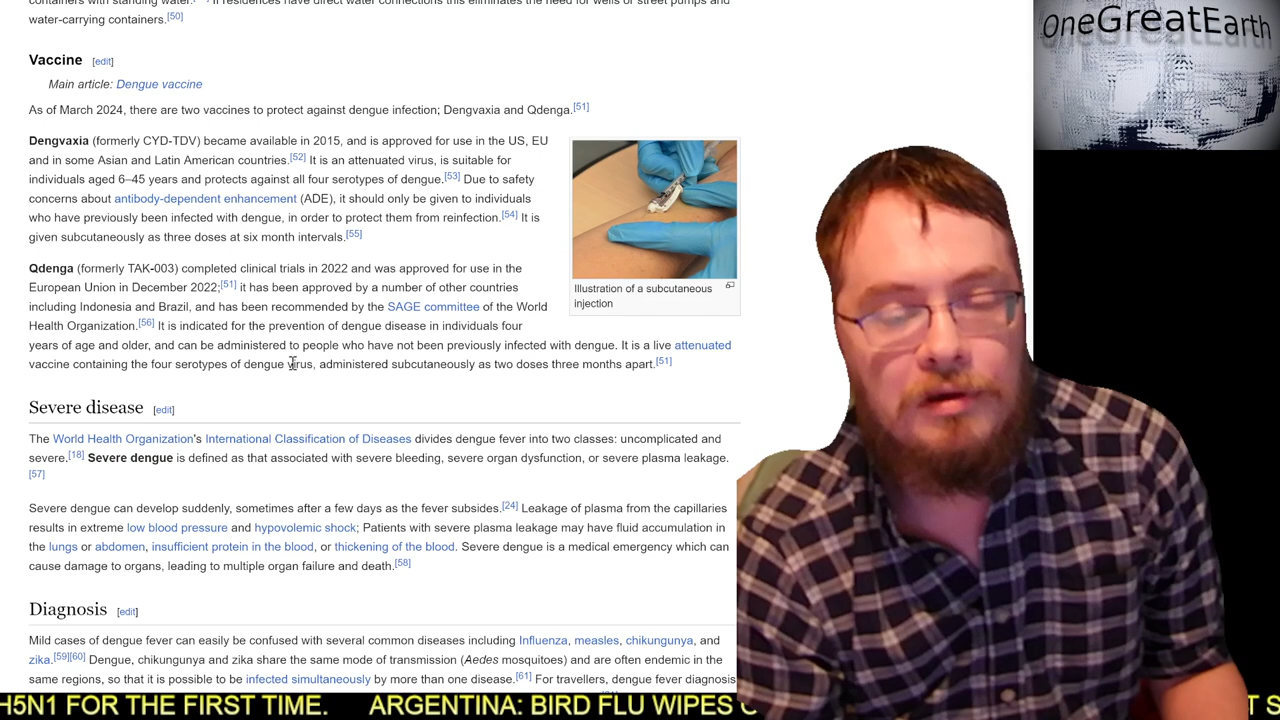 containers with standing water. If residences have direct water connections this eliminates the need for wells or street pumps and
water-carrying containers.[50]
OneGreatEarth
Vaccine [edit]
Main article: Dengue vaccine
As of March 2024, there are two vaccines to protect against dengue infection; Dengvaxia and Qdenga.[51]
Dengvaxia (formerly CYD-TDV) became available in 2015, and is approved for use in the US, EU
and in some Asian and Latin American countries.[52] It is an attenuated virus, is suitable for
individuals aged 6–45 years and protects against all four serotypes of dengue.[53] Due to safety
concerns about antibody-dependent enhancement (ADE), it should only be given to individuals
who have previously been infected with dengue, in order to protect them from reinfection.[54] It is
given subcutaneously as three doses at six month intervals.[55]
Illustration of a subcutaneous
injection
Qdenga (formerly TAK-003) completed clinical trials in 2022 and was approved for use in the
European Union in December 2022;[51] it has been approved by a number of other countries
including Indonesia and Brazil, and has been recommended by the SAGE committee of the World
Health Organization.[56] It is indicated for the prevention of dengue disease in individuals four
years of age and older, and can be administered to people who have not been previously infected with dengue. It is a live attenuated
vaccine containing the four serotypes of dengue virus, administered subcutaneously as two doses three months apart.[51]
Severe disease [edit]
The World Health Organization's International Classification of Diseases divides dengue fever into two classes: uncomplicated and
severe.[18] Severe dengue is defined as that associated with severe bleeding, severe organ dysfunction, or severe plasma leakage.
[57]
Severe dengue can develop suddenly, sometimes after a few days as the fever subsides.[24] Leakage of plasma from the capillaries
results in extreme low blood pressure and hypovolemic shock; Patients with severe plasma leakage may have fluid accumulation in
the lungs or abdomen, insufficient protein in the blood, or thickening of the blood. Severe dengue is a medical emergency which can
cause damage to organs, leading to multiple organ failure and death.[58]
Diagnosis [edit]
Mild cases of dengue fever can easily be confused with several common diseases including Influenza, measles, chikungunya, and
zika.[59][60] Dengue, chikungunya and zika share the same mode of transmission (Aedes mosquitoes) and are often endemic in the
same regions, so that it is possible to be infected simultaneously by more than one disease.[61] For travellers, dengue fever diagnosis
H5N1 FOR THE FIRST TIME. ARGENTINA: BIRD FLU WIPES